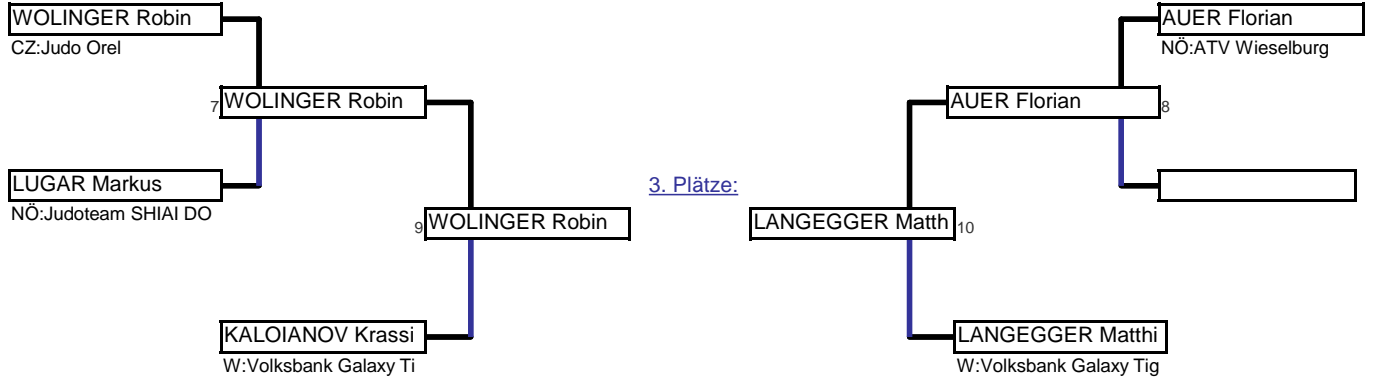 WOLINGER Robin
CZ:Judo Orel
7 WOLINGER Robin
LUGAR Markus
NÖ:Judoteam SHIAI DO
9 WOLINGER Robin
KALOIANOV Krassi
W:Volksbank Galaxy Ti
3. Plätze:
AUER Florian
NÖ:ATV Wieselburg
AUER Florian 8
LANGEGGER Matth 10
LANGEGGER Matthi
W:Volksbank Galaxy Tig